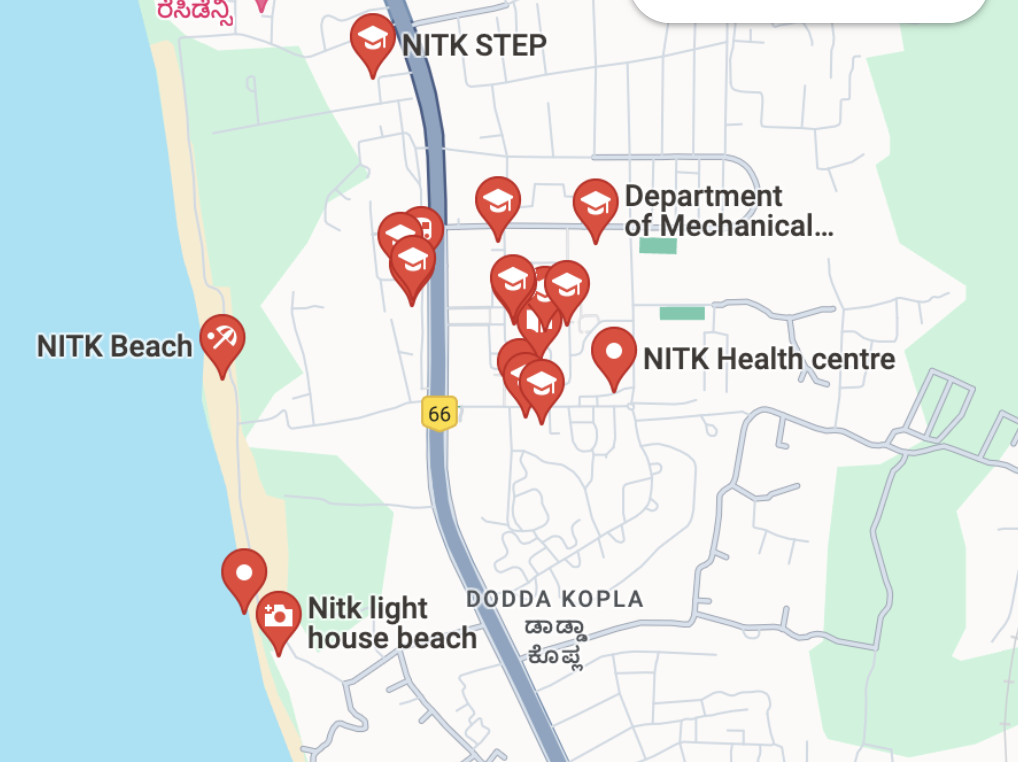 ರೆಸಿಡೆನ್ಸಿ
NITK STEP
Department
of Mechanical...
NITK Beach
NITK Health centre
66
DODDA KOPLA
ಡಾಡ್ಡಾ
ಕೊಪ್ಲ
Nitk light
house beach